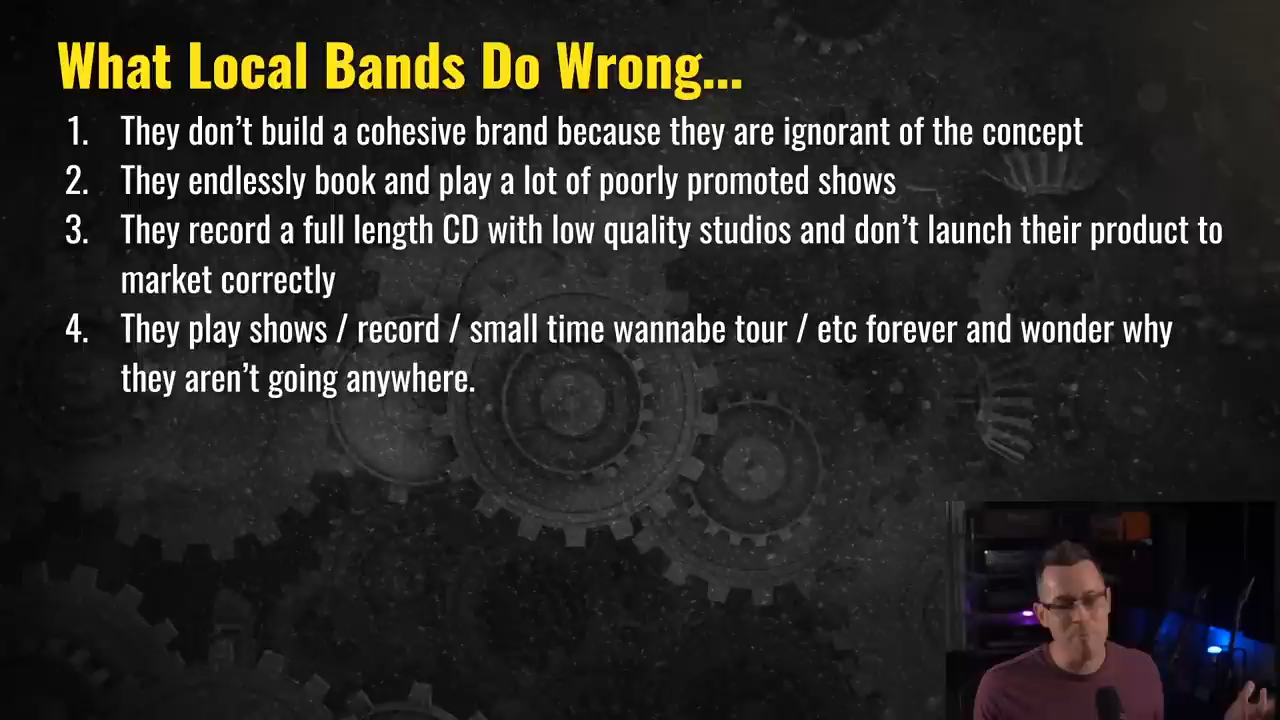 What Local Bands Do Wrong...
1. They don’t build a cohesive brand because they are ignorant of the concept
2. They endlessly book and play a lot of poorly promoted shows
3. They record a full length CD with low quality studios and don’t launch their product to
market correctly
4. They play shows / record / small time wannabe tour / etc forever and wonder why
they aren’t going anywhere.